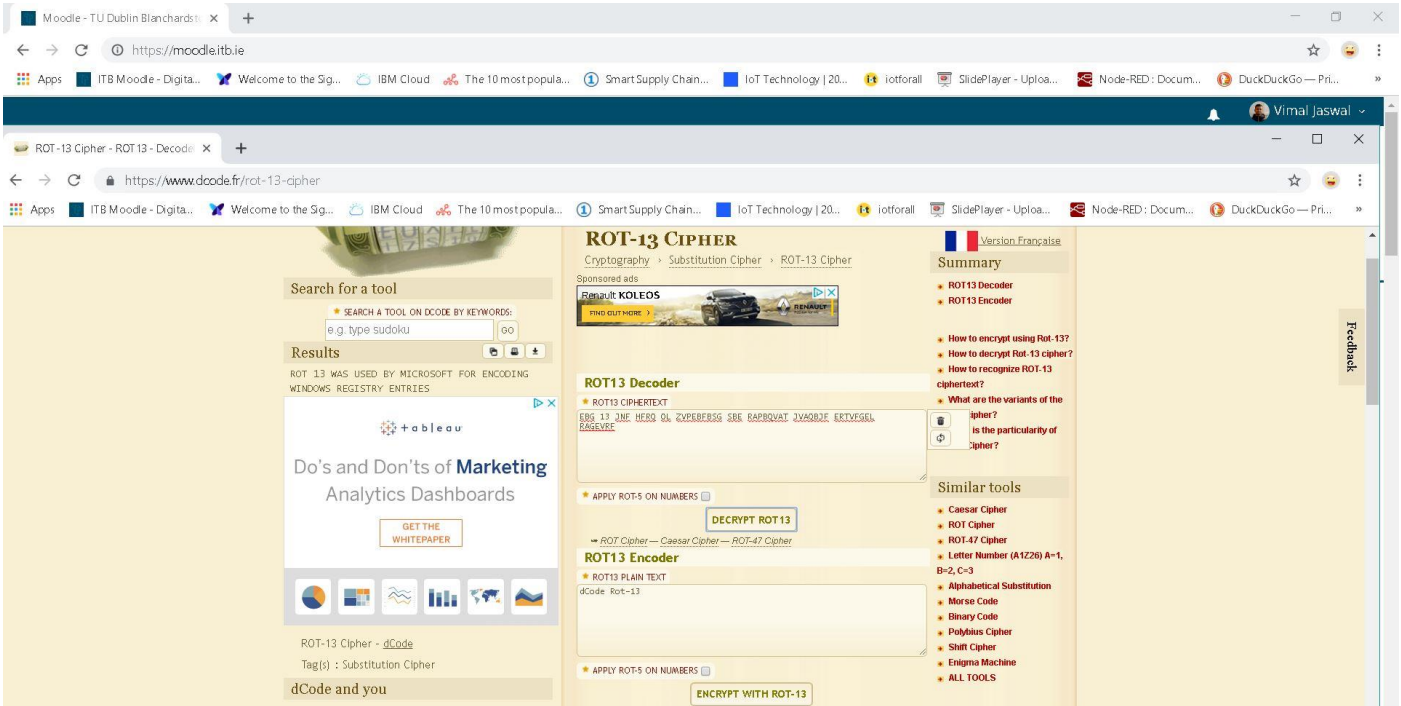 Moodle - TU Dublin Blanchardst
https://moodle.itb.ie
Apps ITB Moodle - Digita... Welcome to the Sig... IBM Cloud The 10 most popula... Smart Supply Chain... IoT Technology | 20... iotforall SlidePlayer - Uploa... Node-RED : Docum... DuckDuckGo — Pri... »
Vimal Jaswal
ROT-13 Cipher - ROT13 - Decode
https://www.dcode.fr/rot-13-cipher
Apps ITB Moodle - Digita... Welcome to the Sig... IBM Cloud The 10 most popula... Smart Supply Chain... IoT Technology | 20... iotforall SlidePlayer - Uploa... Node-RED : Docum... DuckDuckGo — Pri... »
Search for a tool
SEARCH A TOOL ON DCODE BY KEYWORDS:
e.g. type sudoku GO
Results
ROT 13 WAS USED BY MICROSOFT FOR ENCODING
WINDOWS REGISTRY ENTRIES
tableau
Do's and Don'ts of Marketing
Analytics Dashboards
GET THE
WHITEPAPER
ROT-13 Cipher - dCode
Tag(s) : Substitution Cipher
dCode and you
ROT-13 CIPHER
Cryptography › Substitution Cipher › ROT-13 Cipher
Sponsored ads
Renault KOLEOS
FIND OUT MORE >
RENAULT
ROT13 Decoder
ROT13 CIPHERTEXT
EBG 13 JNF HFRQ OL ZVPEBFBSG SBE RAPBQVAT JVAQBJF ERTVFGEL
RAGEVRF
APPLY ROT-5 ON NUMBERS
DECRYPT ROT13
ROT Cipher — Caesar Cipher — ROT-47 Cipher
ROT13 Encoder
ROT13 PLAIN TEXT
dCode Rot-13
APPLY ROT-5 ON NUMBERS
ENCRYPT WITH ROT-13
Version Française
Summary
ROT13 Decoder
ROT13 Encoder
How to encrypt using Rot-13?
How to decrypt Rot-13 cipher?
How to recognize ROT-13
ciphertext?
What are the variants of the
ipher?
is the particularity of
Cipher?
Similar tools
Caesar Cipher
ROT Cipher
ROT-47 Cipher
Letter Number (A1Z26) A=1,
B=2, C=3
Alphabetical Substitution
Morse Code
Binary Code
Polybius Cipher
Shift Cipher
Enigma Machine
ALL TOOLS
Feedback